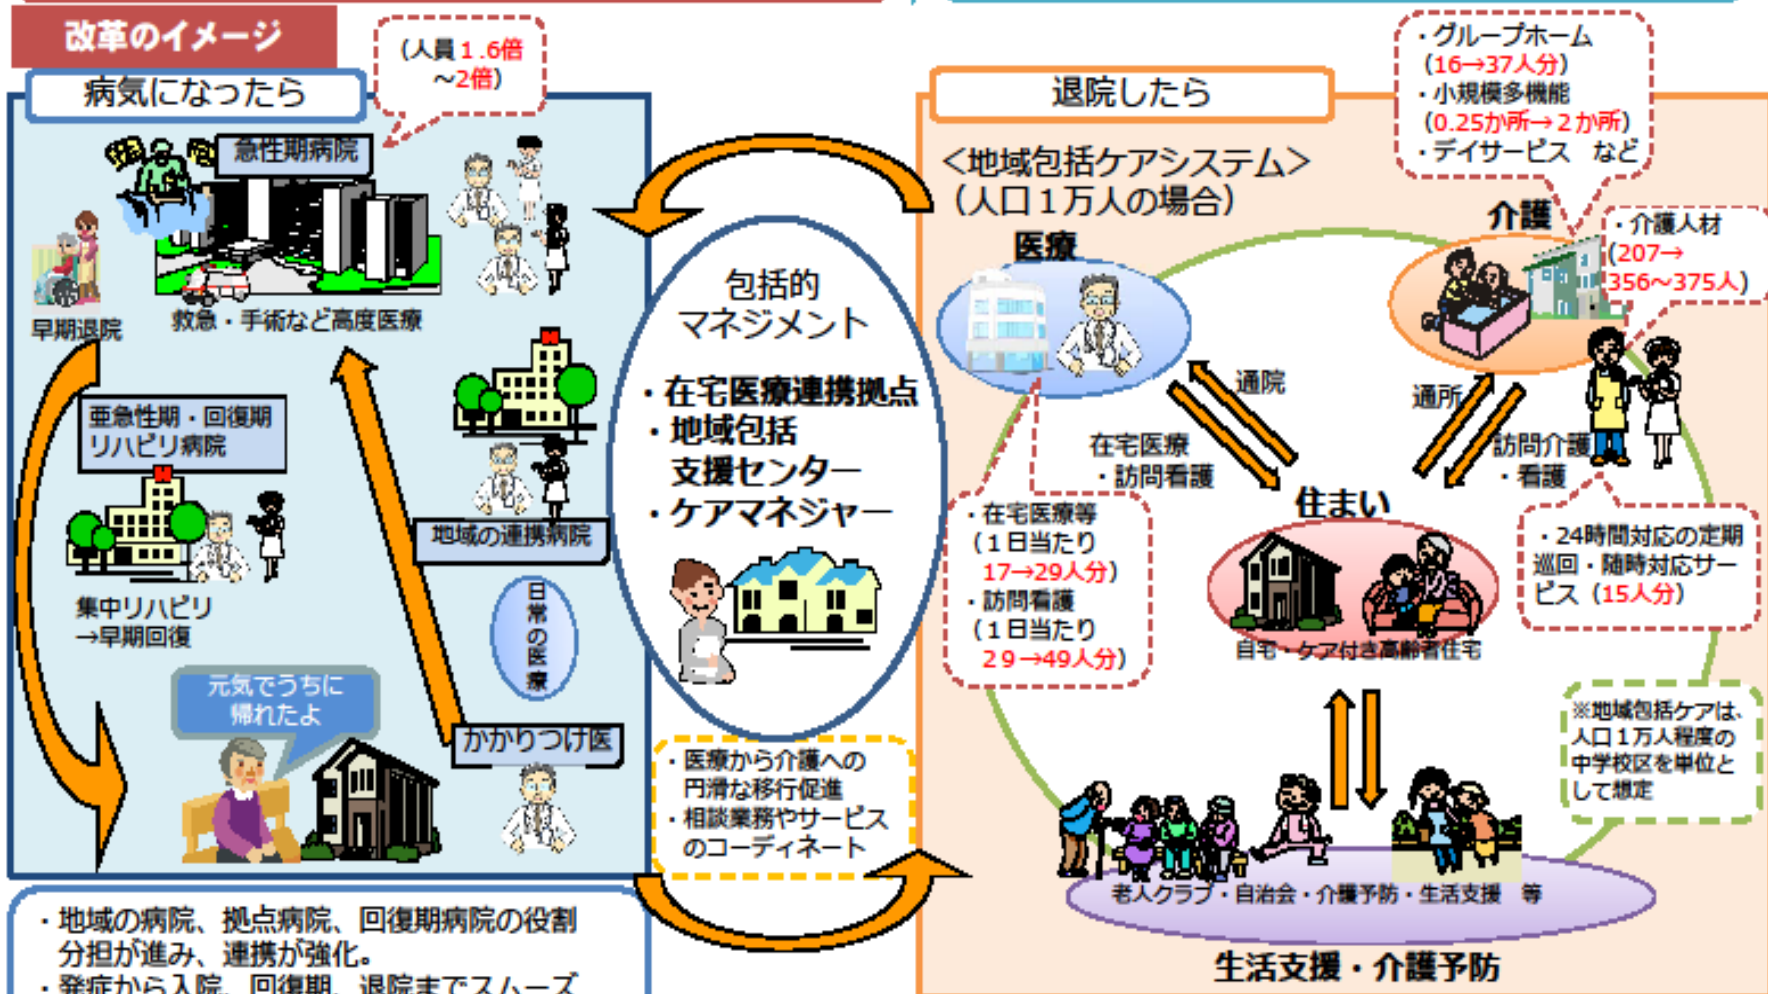 改革のイメージ
病気になったら
(人員1.6倍
~2倍)
急性期病院
早期退院
救急・手術など高度医療
亜急性期・回復期
リハビリ病院
集中リハビリ
→早期回復
地域の連携病院
日常の医療
元気でうちに
帰れたよ
かかりつけ医
・地域の病院、拠点病院、回復期病院の役割
分担が進み、連携が強化。
・発症から入院、回復期、退院までスムーズ
包括的
マネジメント
・在宅医療連携拠点
・地域包括
支援センター
・ケアマネジャー
・医療から介護への
円滑な移行促進
・相談業務やサービス
のコーディネート
退院したら
<地域包括ケアシステム>
(人口1万人の場合)
・グループホーム
(16→37人分)
・小規模多機能
(0.25か所→2か所)
・デイサービス など
介護
・介護人材
(207→
356~375人)
医療
通院
在宅医療
・訪問看護
通所
訪問介護
・看護
・在宅医療等
(1日当たり
17→29人分)
・訪問看護
(1日当たり
29→49人分)
住まい
自宅・ケア付き高齢者住宅
・24時間対応の定期
巡回・随時対応サー
ビス(15人分)
※地域包括ケアは、
人口1万人程度の
中学校区を単位と
して想定
老人クラブ・自治会・介護予防・生活支援 等
生活支援・介護予防